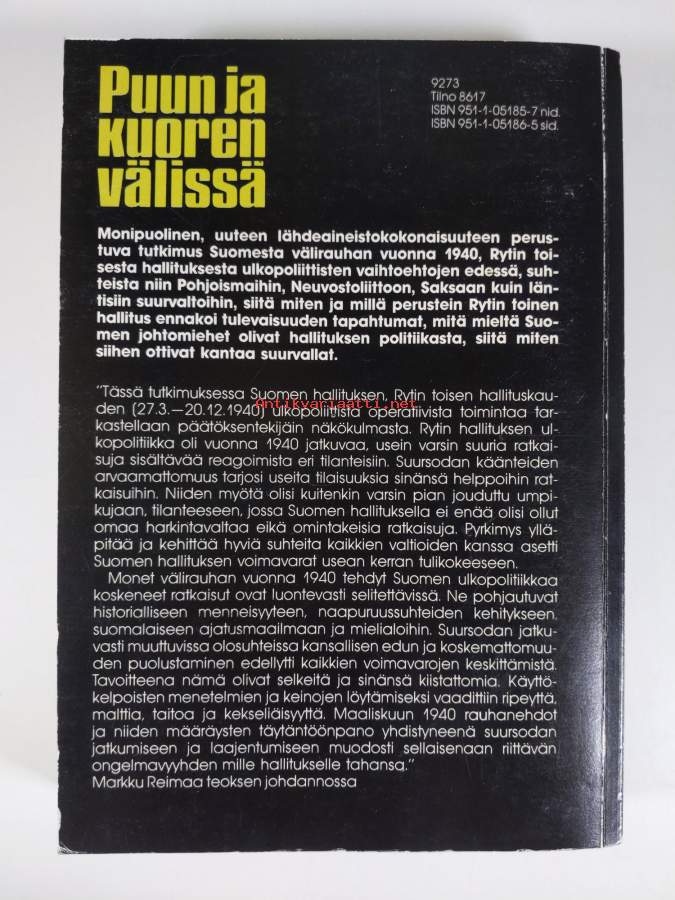 Puun ja
kuoren
välissä
9273
Tilno 8617
ISBN 951-1-05185-7 nid.
ISBN 951-1-05186-5 sid.
Monipuolinen, uuteen lähdeaineistokokonaisuuteen perus-
tuva tutkimus Suomesta välirauhan vuonna 1940, Rytin toi-
sesta hallituksesta ulkopoliittisten vaihtoehtojen edessä, suh-
teista niin Pohjoismaihin, Neuvostoliittoon, Saksaan kuin län-
tisiin suurvaltoihin, siitä miten ja millä perustein Rytin toinen
hallitus ennakoi tulevaisuuden tapahtumat, mitä mieltä Suo-
men johtomiehet olivat hallituksen politiikasta, siitä miten
siihen ottivat kantaa suurvallat.
"Tässä tutkimuksessa Suomen hallituksen, Rytin toisen hallituskau-
den (27.3.—20.12.1940) ulkopoliittista operatiivista toimintaa tar-
Antikvariaatti.net
kastellaan päätöksentekijäin näkökulmasta. Rytin hallituksen ul-
kopolitiikka oli vuonna 1940 jatkuvaa, usein varsin suuria ratkai-
suja sisältävää reagoimista eri tilanteisiin. Suursodan käänteiden
arvaamattomuus tarjosi useita tilaisuuksia sinänsä helppoihin rat-
kaisuihin. Niiden myötä olisi kuitenkin varsin pian jouduttu umpi-
kujaan, tilanteeseen, jossa Suomen hallituksella ei enää olisi ollut
omaa harkintavaltaa eikä omintakeisia ratkaisuja. Pyrkimys yllä-
pitää ja kehittää hyviä suhteita kaikkien valtioiden kanssa asetti
Suomen hallituksen voimavarat usean kerran tulikokeeseen.
Monet välirauhan vuonna 1940 tehdyt Suomen ulkopolitiikkaa
koskeneet ratkaisut ovat luontevasti selitettävissä. Ne pohjautuvat
historialliseen menneisyyteen, naapuruussuhteiden kehitykseen,
suomalaiseen ajatusmaailmaan ja mielialoihin. Suursodan jatku-
vasti muuttuvissa olosuhteissa kansallisen edun ja koskemattomuu-
den puolustaminen edellytti kaikkien voimavarojen keskittämistä.
Tavoitteena nämä olivat selkeitä ja sinänsä kiistattomia. Käyttö-
kelpoisten menetelmien ja keinojen löytämiseksi vaadittiin ripeyttä,
malttia, taitoa ja kekseliäisyyttä. Maaliskuun 1940 rauhanehdot
ja niiden määräysten täytäntöönpano yhdistyneenä suursodan
jatkumiseen ja laajentumiseen muodosti sellaisenaan riittävän
ongelmavyyhden mille hallitukselle tahansa."
Markku Reimaa teoksen johdannossa